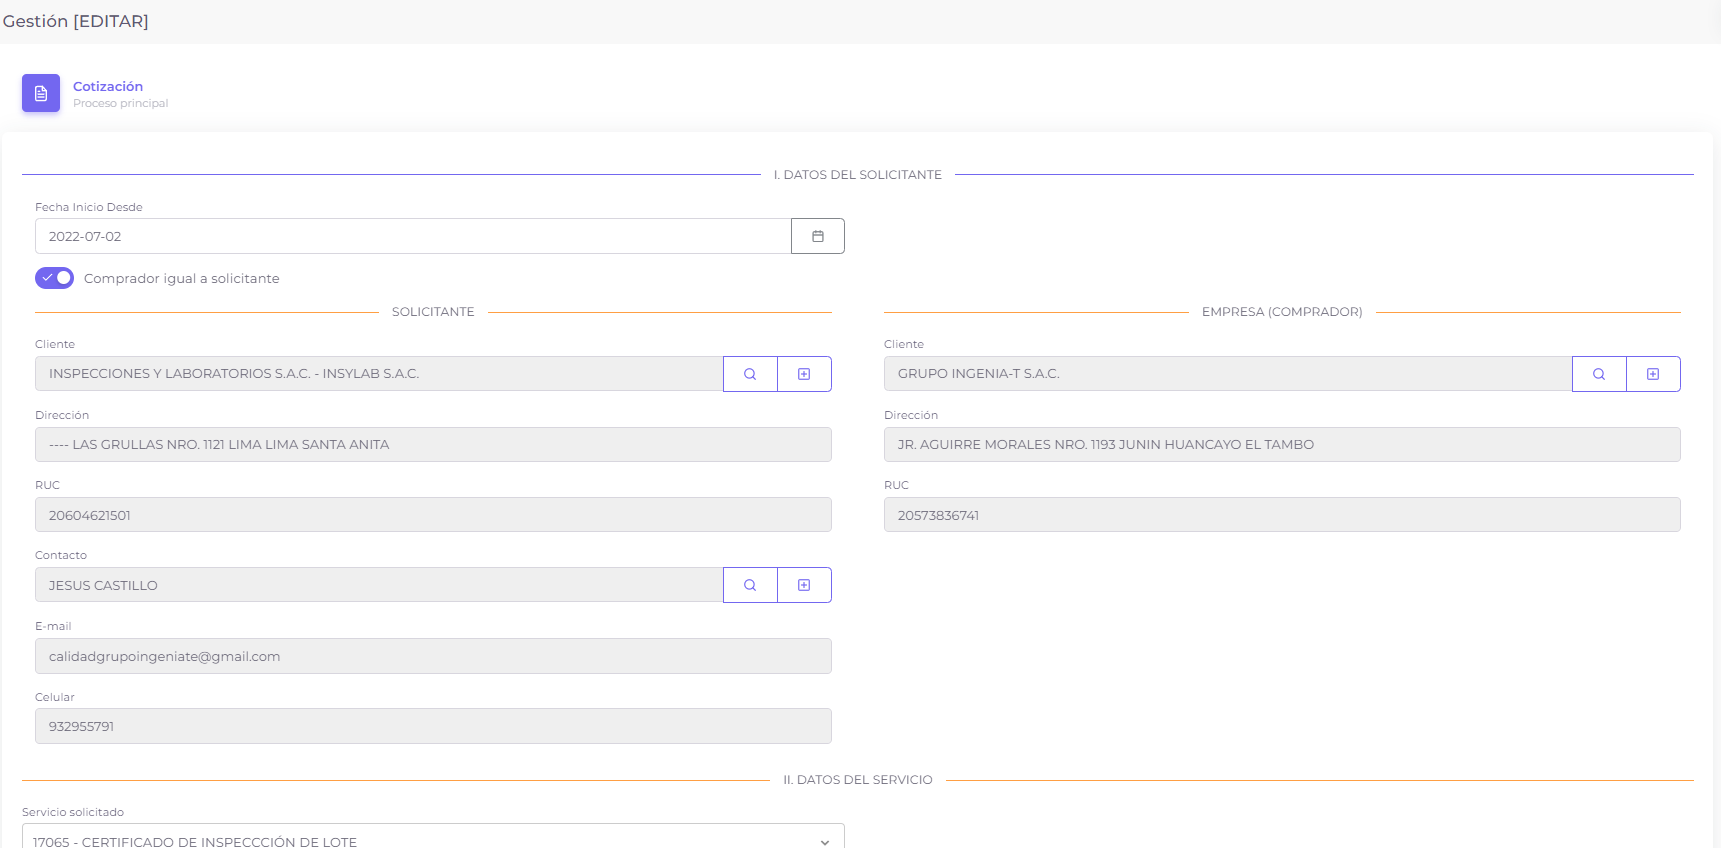 Gestión [EDITAR]
Cotización
Proceso principal
I. DATOS DEL SOLICITANTE
Fecha Inicio Desde
2022-07-02
Comprador igual a solicitante
SOLICITANTE
Cliente
INSPECCIONES Y LABORATORIOS S.A.C. - INSYLAB S.A.C.
Dirección
---- LAS GRULLAS NRO. 1121 LIMA LIMA SANTA ANITA
RUC
20604621501
Contacto
JESUS CASTILLO
E-mail
calidadgrupoingeniate@gmail.com
Celular
932955791
EMPRESA (COMPRADOR)
Cliente
GRUPO INGENIA-T S.A.C.
Dirección
JR. AGUIRRE MORALES NRO. 1193 JUNIN HUANCAYO EL TAMBO
RUC
20573836741
II. DATOS DEL SERVICIO
Servicio solicitado
17065 - CERTIFICADO DE INSPECCCIÓN DE LOTE